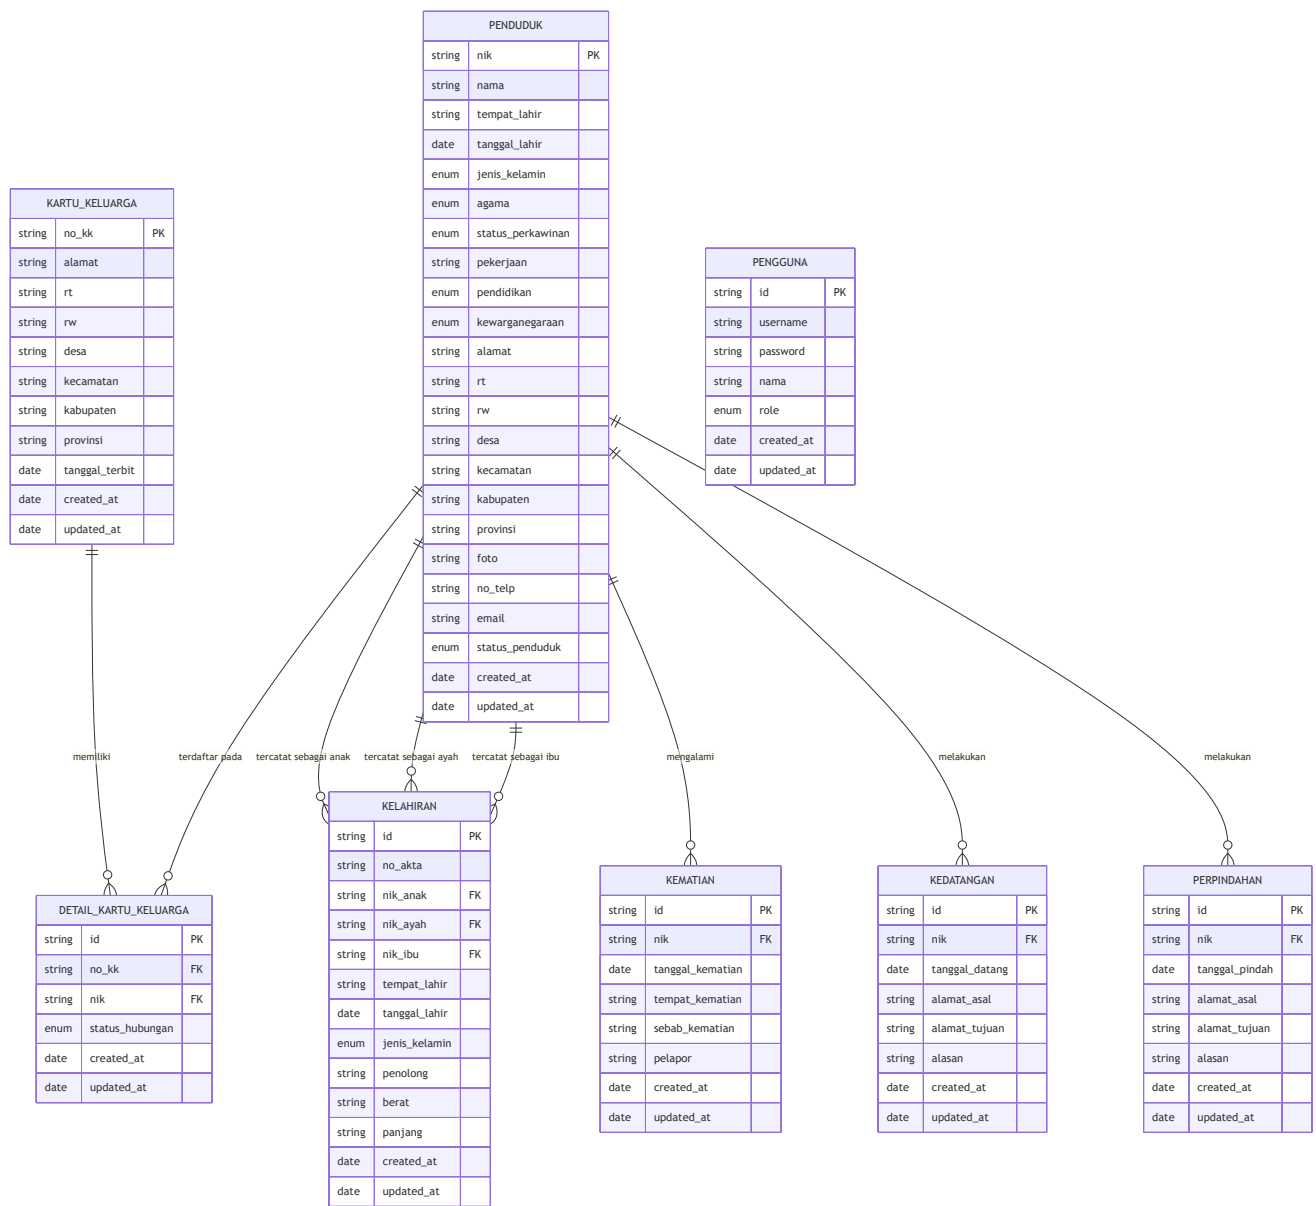 PENDUDUK
string nik PK
string nama
string tempat_lahir
date tanggal_lahir
enum jenis_kelamin
enum agama
enum status_perkawinan
string pekerjaan
enum pendidikan
enum kewarganegaraan
string alamat
string rt
string rw
string desa
string kecamatan
string kabupaten
string provinsi
string foto
string no_telp
string email
enum status_penduduk
date created_at
date updated_at
KARTU_KELUARGA
string no_kk PK
string alamat
string rt
string rw
string desa
string kecamatan
string kabupaten
string provinsi
date tanggal_terbit
date created_at
date updated_at
PENGGUNA
string id PK
string username
string password
string nama
enum role
date created_at
date updated_at
memiliki
terdaftar pada
tercatat sebagai anak
tercatat sebagai ayah
tercatat sebagai ibu
mengalami
melakukan
melakukan
DETAIL_KARTU_KELUARGA
string id PK
string no_kk FK
string nik FK
enum status_hubungan
date created_at
date updated_at
KELAHIRAN
string id PK
string no_akta
string nik_anak FK
string nik_ayah FK
string nik_ibu FK
string tempat_lahir
date tanggal_lahir
enum jenis_kelamin
string penolong
string berat
string panjang
date created_at
date updated_at
KEMATIAN
string id PK
string nik FK
date tanggal_kematian
string tempat_kematian
string sebab_kematian
string pelapor
date created_at
date updated_at
KEDATANGAN
string id PK
string nik FK
date tanggal_datang
string alamat_asal
string alamat_tujuan
string alasan
date created_at
date updated_at
PERPINDAHAN
string id PK
string nik FK
date tanggal_pindah
string alamat_asal
string alamat_tujuan
string alasan
date created_at
date updated_at